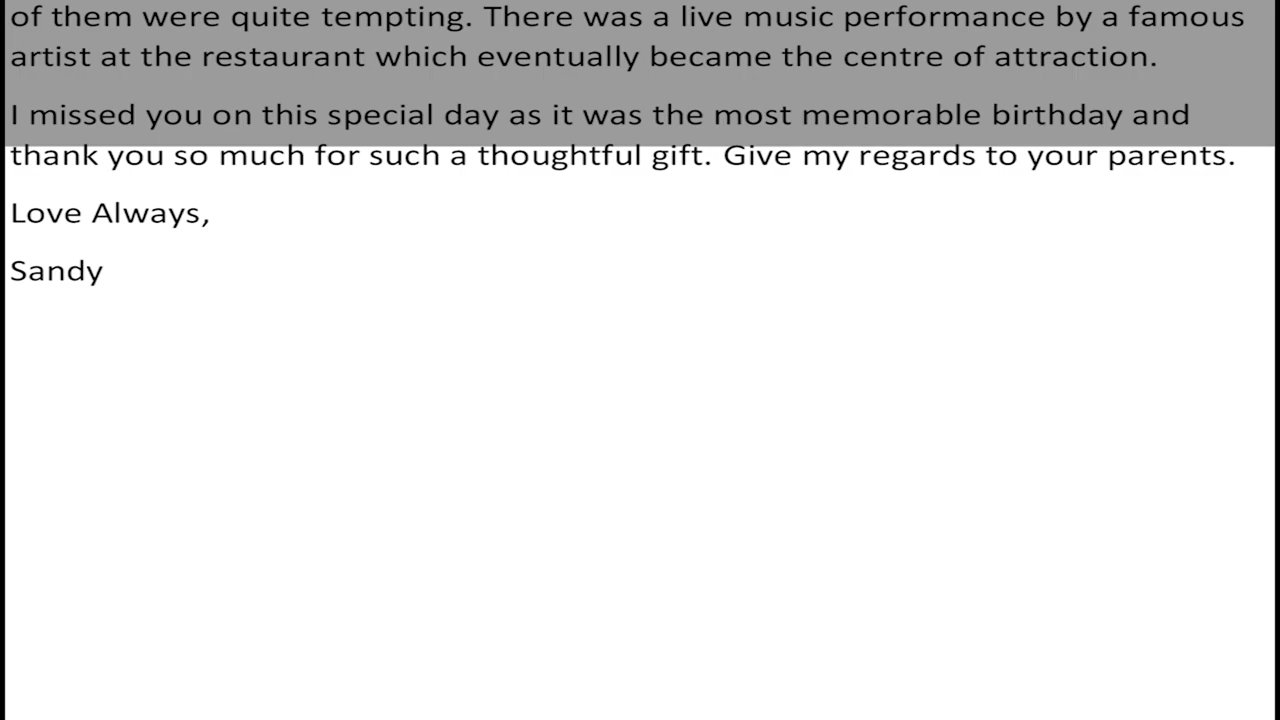 of them were quite tempting. There was a live music performance by a famous
artist at the restaurant which eventually became the centre of attraction.
I missed you on this special day as it was the most memorable birthday and
thank you so much for such a thoughtful gift. Give my regards to your parents.
Love Always,
Sandy